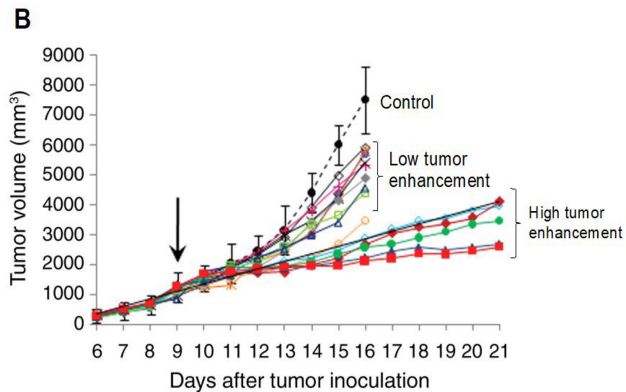 B
9000
8000
7000
6000
5000
4000
3000
2000
1000
0
Tumor volume (mm³)
Control
Low tumor
enhancement
High tumor
enhancement
6 7 8 9 10 11 12 13 14 15 16 17 18 19 20 21
Days after tumor inoculation